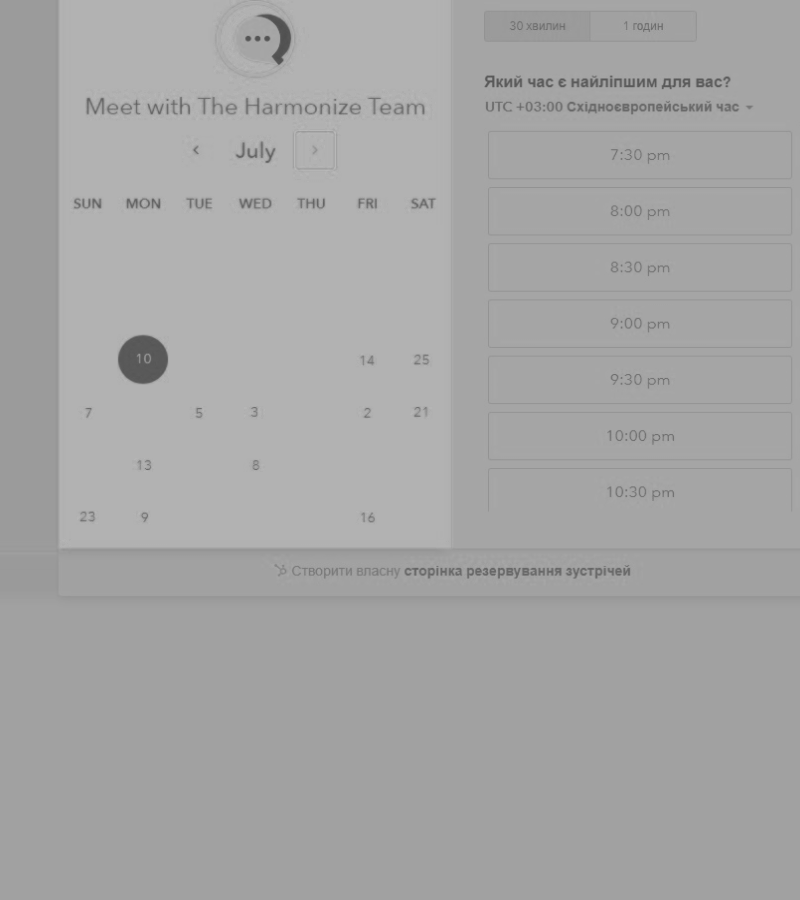 30 хвилин 1 годин
Meet with The Harmonize Team
July
SUN MON TUE WED THU FRI SAT
10 14 25
7 5 3 2 21
13 8
23 9 16
Який час є найліпшим для вас?
UTC +03:00 Східноєвропейський час
7:30 pm
8:00 pm
8:30 pm
9:00 pm
9:30 pm
10:00 pm
10:30 pm
Створити власну сторінка резервування зустрічей